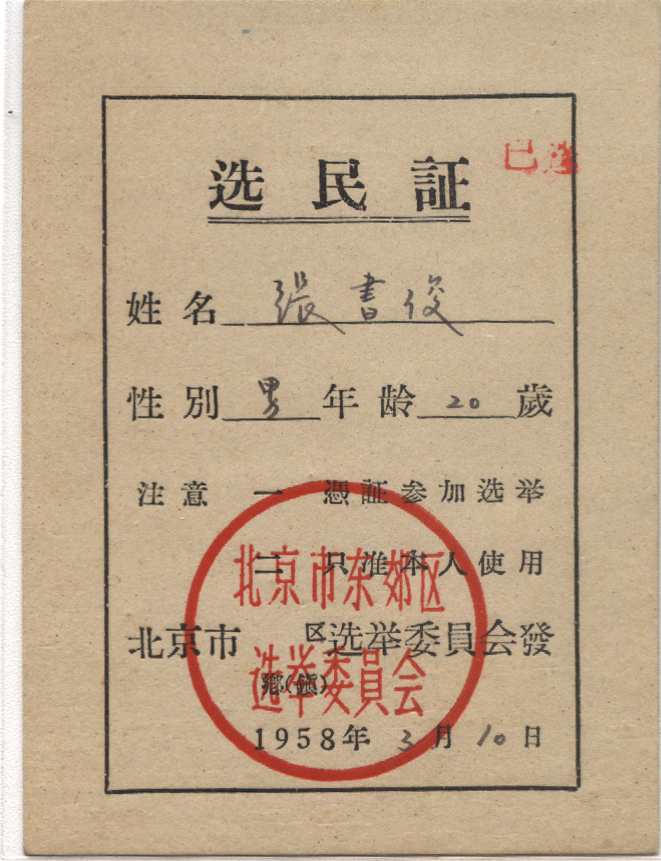 选民証
已选
姓名 張書俊
性别 男 年龄 20 歲
注意 一 憑証参加选举
二 只准本人使用
北京市 区选举委員会發
鄉(鎮)
1958年 3月 10日
北京市东郊区
选举委員会